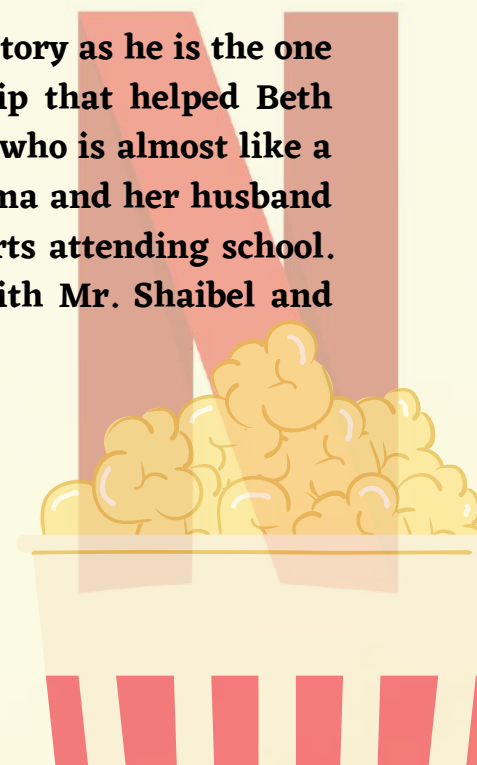 tory as he is the one
ip that helped Beth
who is almost like a
ma and her husband
rts attending school.
ith Mr. Shaibel and